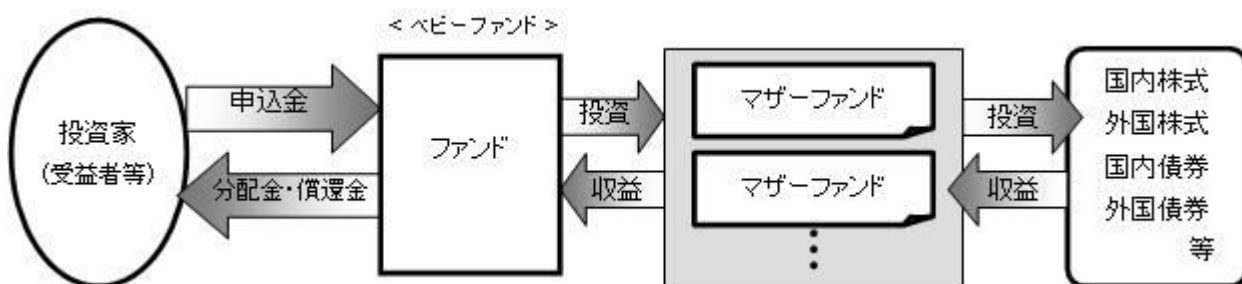 < ベビーファンド >
投資家
(受益者等)
申込金
分配金・償還金
ファンド
投資
収益
マザーファンド
マザーファンド
投資
収益
国内株式
外国株式
国内債券
外国債券
等